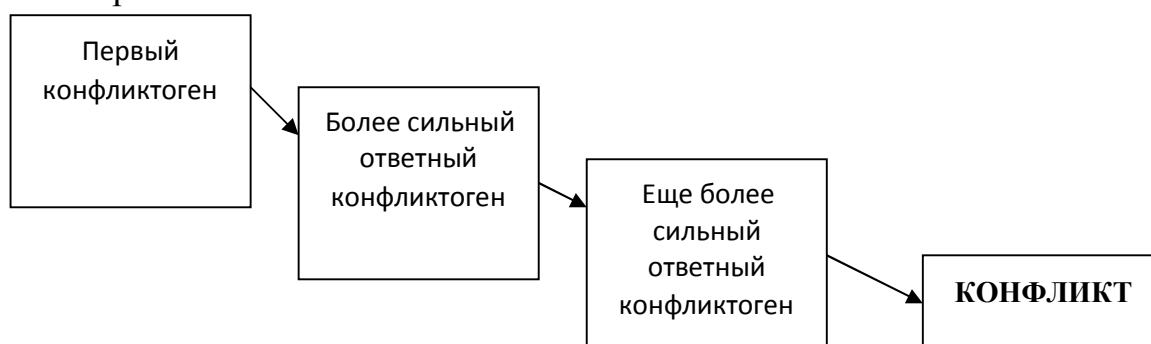 Первый
конфликтоген
Более сильный
ответный
конфликтоген
Еще более
сильный
ответный
конфликтоген
КОНФЛИКТ